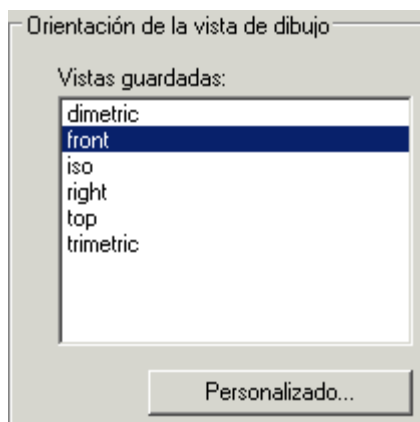 Orientación de la vista de dibujo
Vistas guardadas:
dimetric
front
iso
right
top
trimetric
Personalizado...